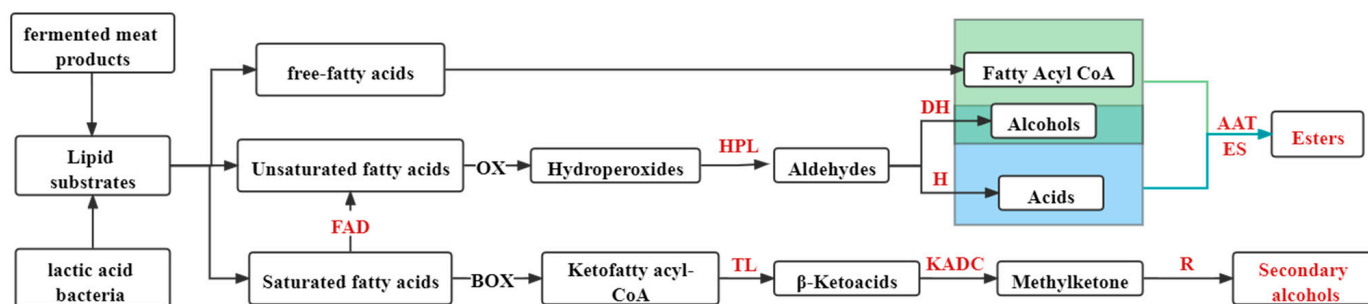 fermented meat
products
free-fatty acids
Fatty Acyl CoA
DH
Alcohols
AAT
ES
Esters
Lipid
substrates
Unsaturated fatty acids
OX
Hydroperoxides
HPL
Aldehydes
H
Acids
FAD
lactic acid
bacteria
Saturated fatty acids
BOX
Ketofatty acyl-
CoA
TL
β-Ketoacids
KADC
Methylketone
R
Secondary
alcohols